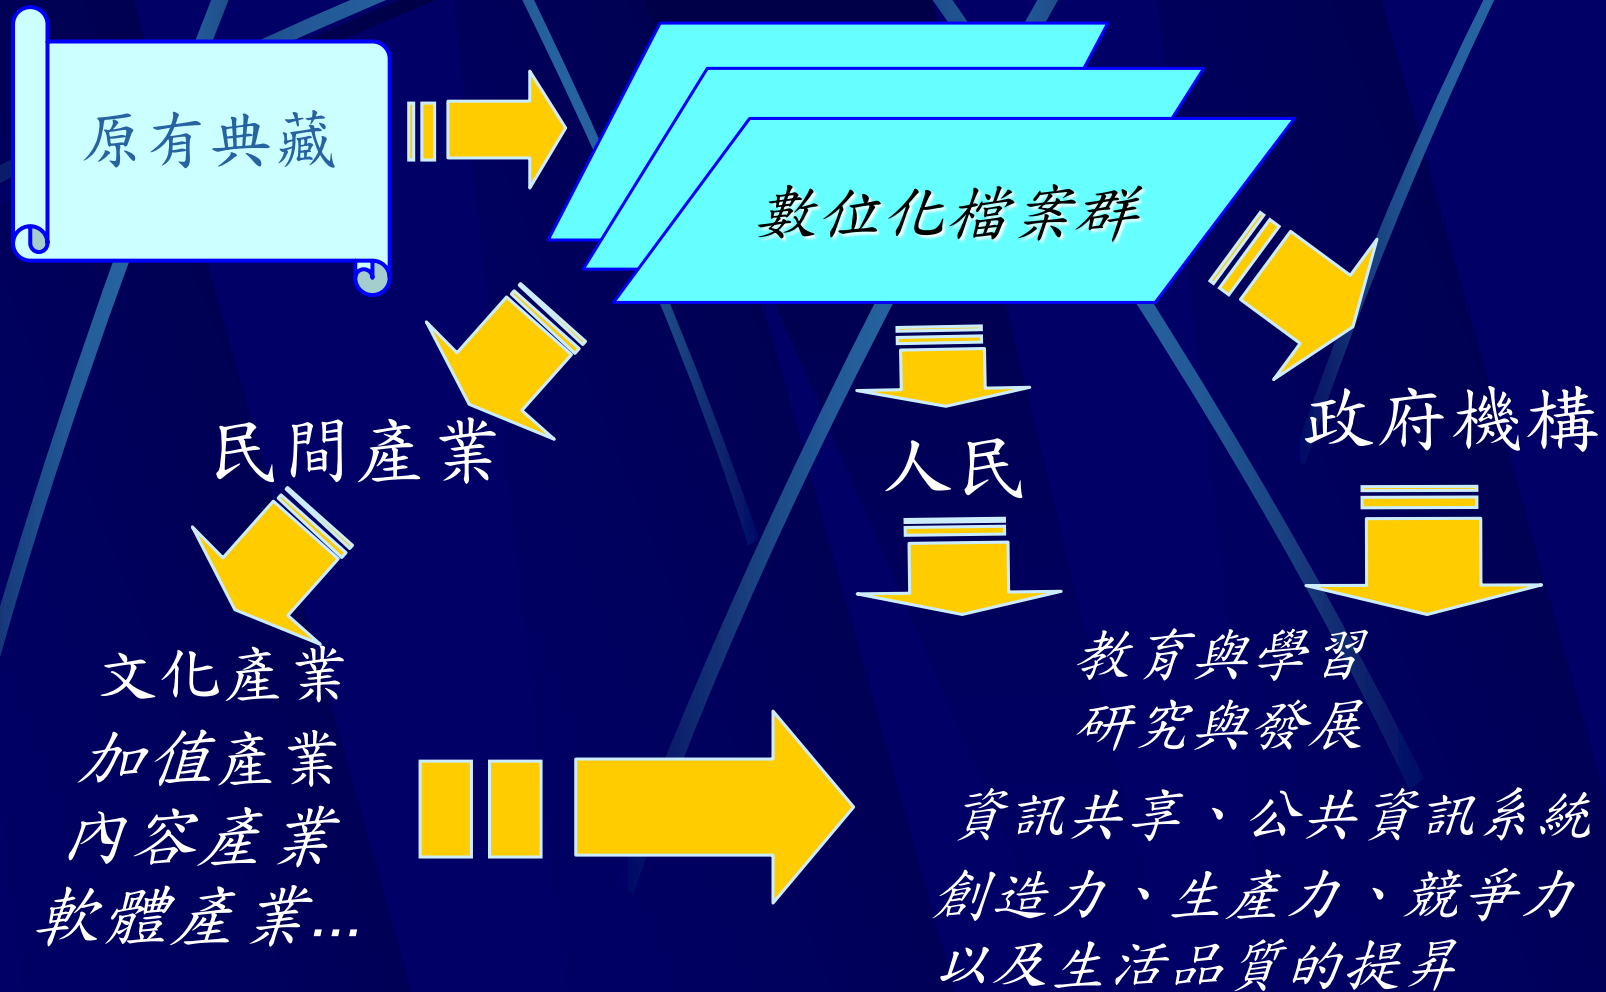 原有典藏
數位化檔案群
民間產業
人民
政府機構
文化產業
加值產業
內容產業
軟體產業...
教育與學習
研究與發展
資訊共享、公共資訊系統
創造力、生產力、競爭力
以及生活品質的提昇